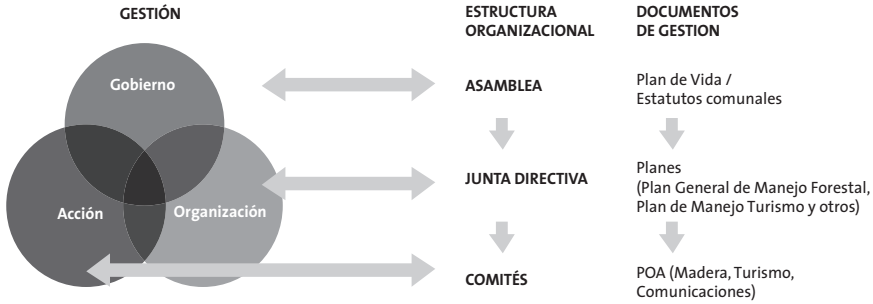 GESTIÓN
ESTRUCTURA
ORGANIZACIONAL
DOCUMENTOS
DE GESTION
Gobierno
ASAMBLEA
Plan de Vida /
Estatutos comunales
Acción
Organización
JUNTA DIRECTIVA
Planes
(Plan General de Manejo Forestal,
Plan de Manejo Turismo y otros)
COMITÉS
POA (Madera, Turismo,
Comunicaciones)